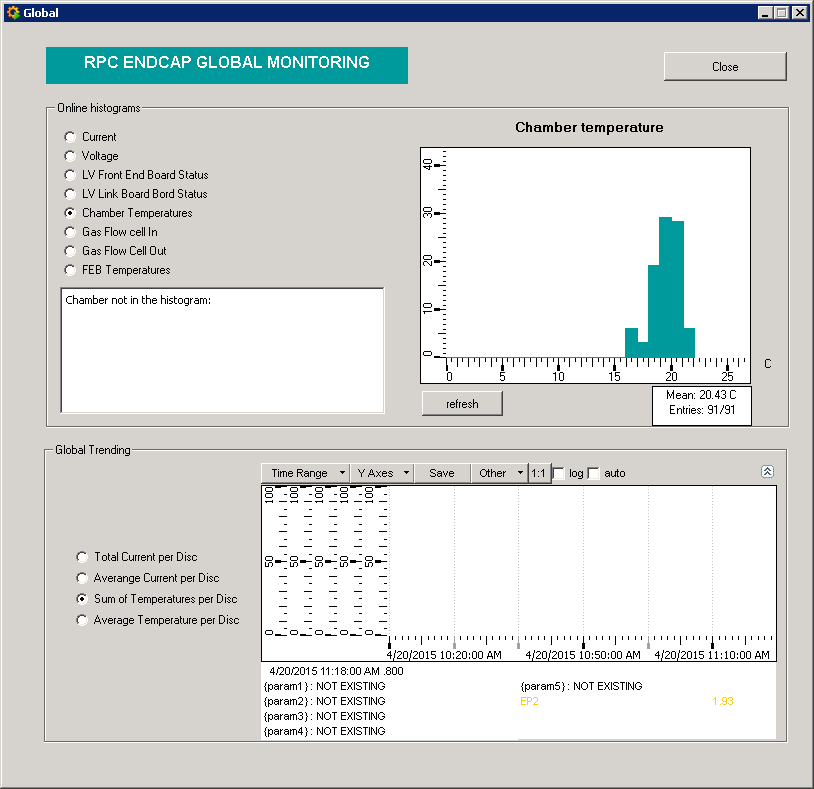 Global
RPC ENDCAP GLOBAL MONITORING
Close
Online histograms
Current
Voltage
LV Front End Board Status
LV Link Board Bord Status
Chamber Temperatures
Gas Flow cell In
Gas Flow Cell Out
FEB Temperatures
Chamber not in the histogram:
Chamber temperature
40
30
20
10
0
0 5 10 15 20 25
C
refresh
Mean: 20.43 C
Entries: 91/91
Global Trending
Time Range Y Axes Save Other 1:1 log auto
Total Current per Disc
Averange Current per Disc
Sum of Temperatures per Disc
Average Temperature per Disc
100 100 100 100 100
50 50 50 50 50
0 0 0 0 0
4/20/2015 10:20:00 AM 4/20/2015 10:50:00 AM 4/20/2015 11:10:00 AM
4/20/2015 11:18:00 AM .800
{param1} : NOT EXISTING {param5} : NOT EXISTING
{param2} : NOT EXISTING EP2 1.93
{param3} : NOT EXISTING
{param4} : NOT EXISTING